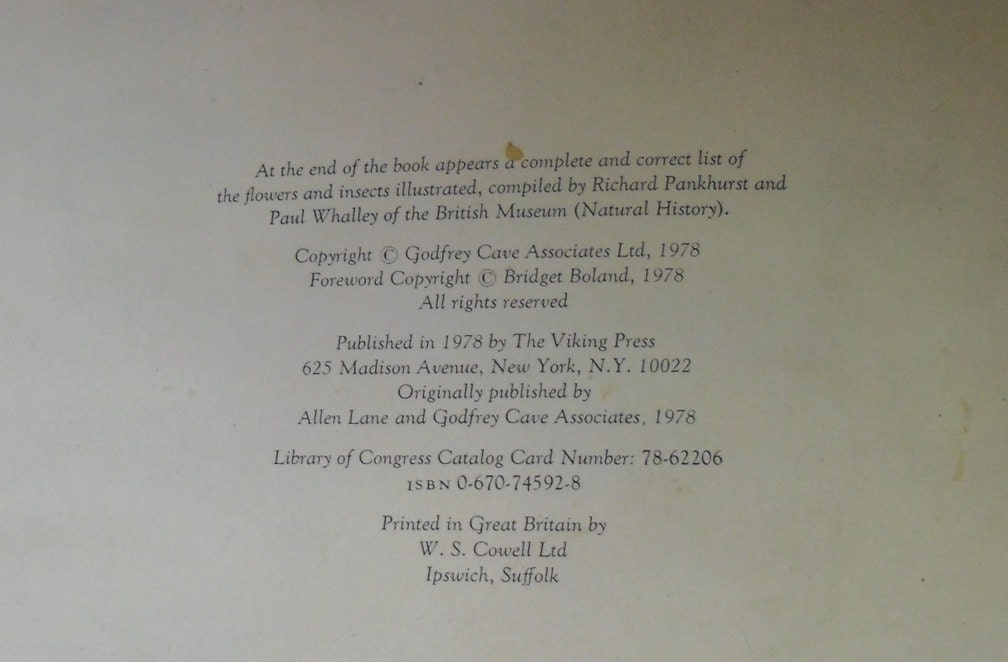 At the end of the book appears a complete and correct list of
the flowers and insects illustrated, compiled by Richard Pankhurst and
Paul Whalley of the British Museum (Natural History).
Copyright © Godfrey Cave Associates Ltd, 1978
Foreword Copyright © Bridget Boland, 1978
All rights reserved
Published in 1978 by The Viking Press
625 Madison Avenue, New York, N.Y. 10022
Originally published by
Allen Lane and Godfrey Cave Associates, 1978
Library of Congress Catalog Card Number: 78-62206
ISBN 0-670-74592-8
Printed in Great Britain by
W. S. Cowell Ltd
Ipswich, Suffolk